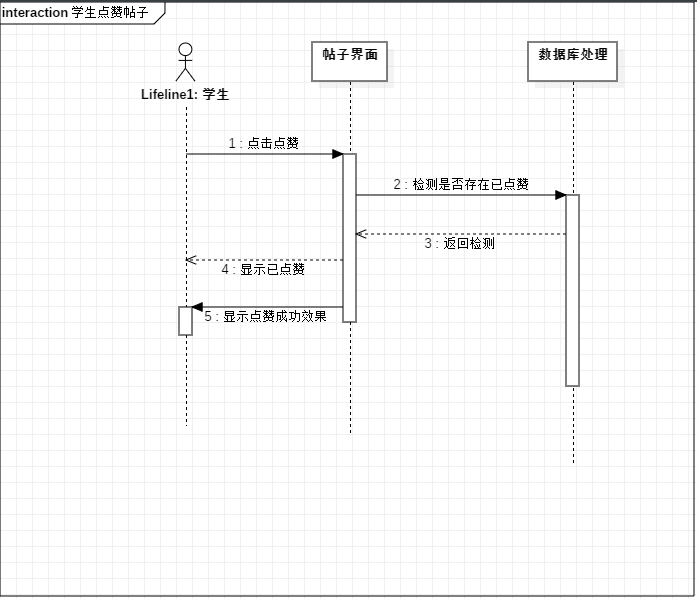 interaction 学生点赞帖子
帖子界面
数据库处理
Lifeline1: 学生
1 : 点击点赞
2 : 检测是否存在已点赞
3 : 返回检测
4 : 显示已点赞
5 : 显示点赞成功效果